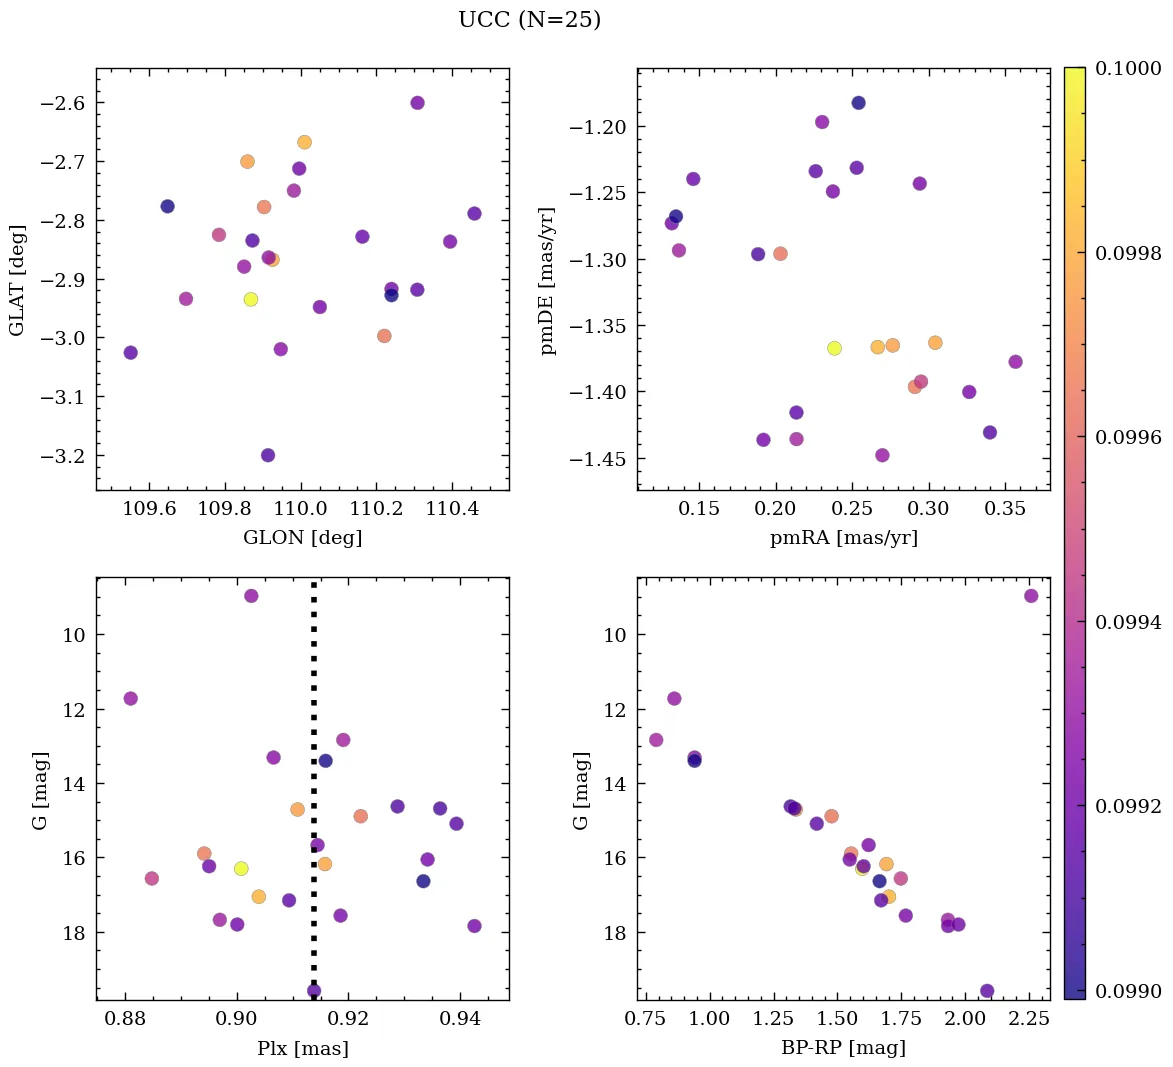 UCC (N=25)
−2.6
−2.7
−2.8
−2.9
−3.0
−3.1
−3.2
GLAT [deg]
109.6 109.8 110.0 110.2 110.4
GLON [deg]
−1.20
−1.25
−1.30
−1.35
−1.40
−1.45
pmDE [mas/yr]
0.15 0.20 0.25 0.30 0.35
pmRA [mas/yr]
10
12
14
16
18
G [mag]
0.88 0.90 0.92 0.94
Plx [mas]
10
12
14
16
18
G [mag]
0.75 1.00 1.25 1.50 1.75 2.00 2.25
BP-RP [mag]
0.1000
0.0998
0.0996
0.0994
0.0992
0.0990